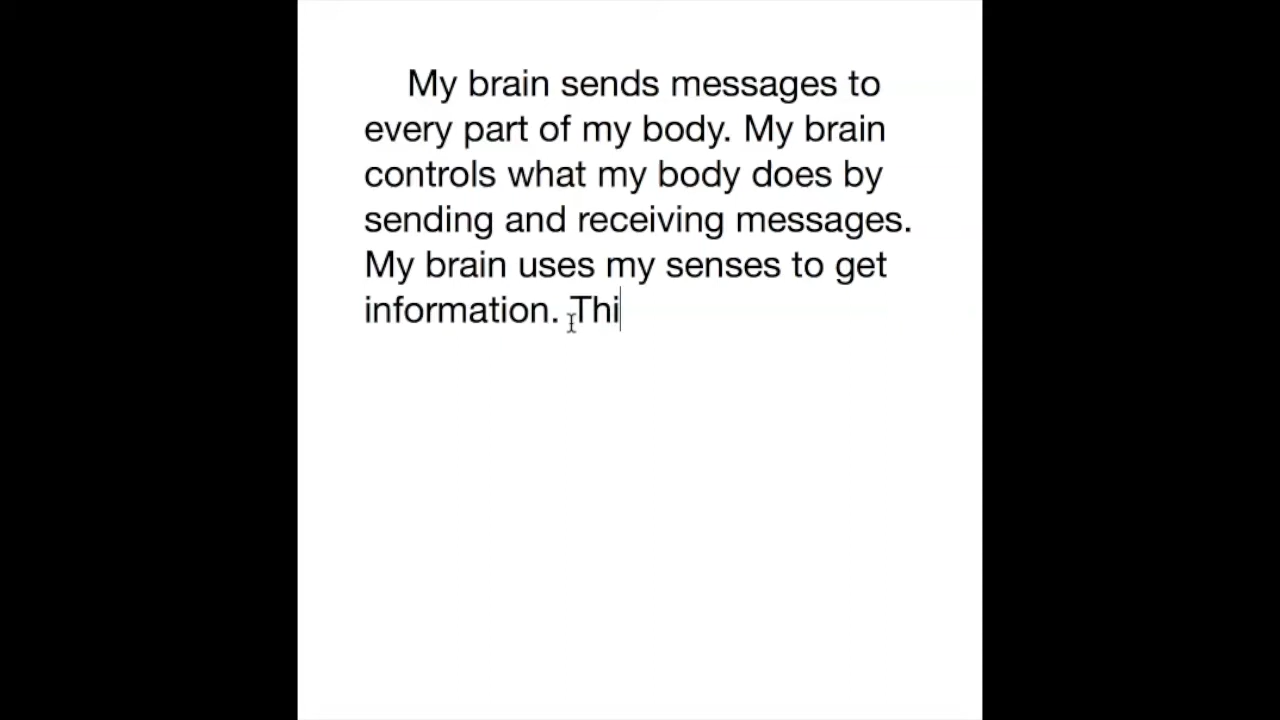 My brain sends messages to
every part of my body. My brain
controls what my body does by
sending and receiving messages.
My brain uses my senses to get
information. Thi